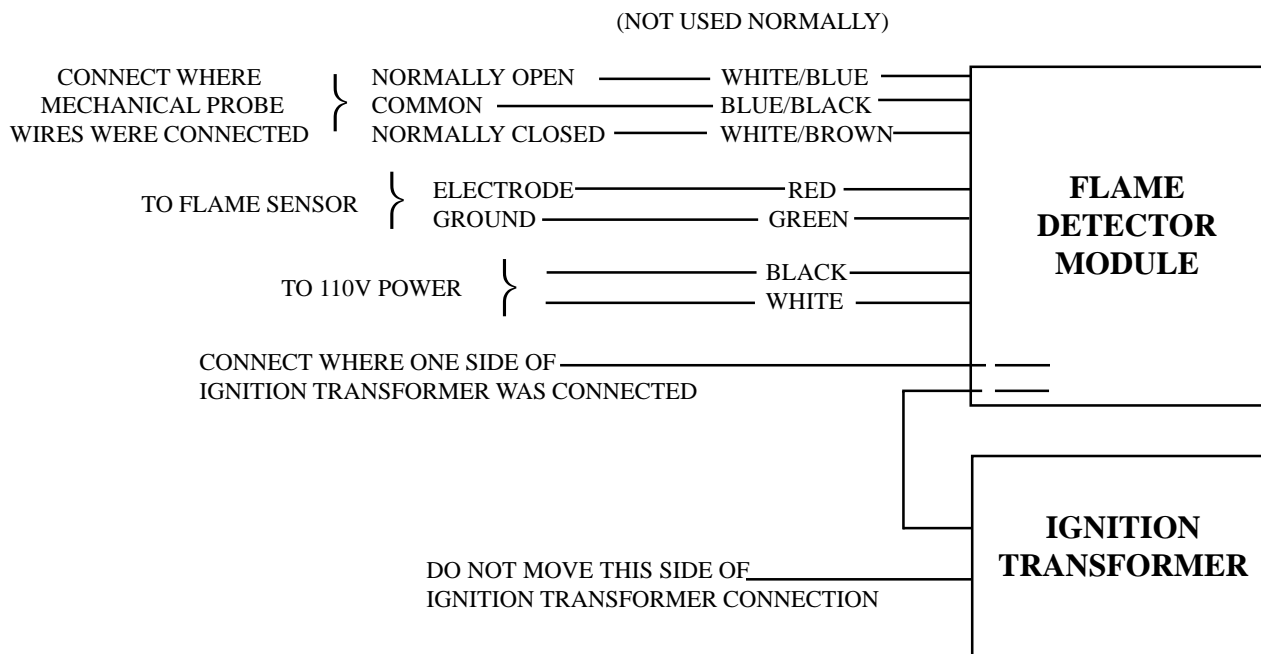 (NOT USED NORMALLY)
CONNECT WHERE
MECHANICAL PROBE
WIRES WERE CONNECTED
NORMALLY OPEN WHITE/BLUE
COMMON BLUE/BLACK
NORMALLY CLOSED WHITE/BROWN
TO FLAME SENSOR
ELECTRODE RED
GROUND GREEN
TO 110V POWER
BLACK
WHITE
CONNECT WHERE ONE SIDE OF
IGNITION TRANSFORMER WAS CONNECTED
FLAME
DETECTOR
MODULE
IGNITION
TRANSFORMER
DO NOT MOVE THIS SIDE OF
IGNITION TRANSFORMER CONNECTION